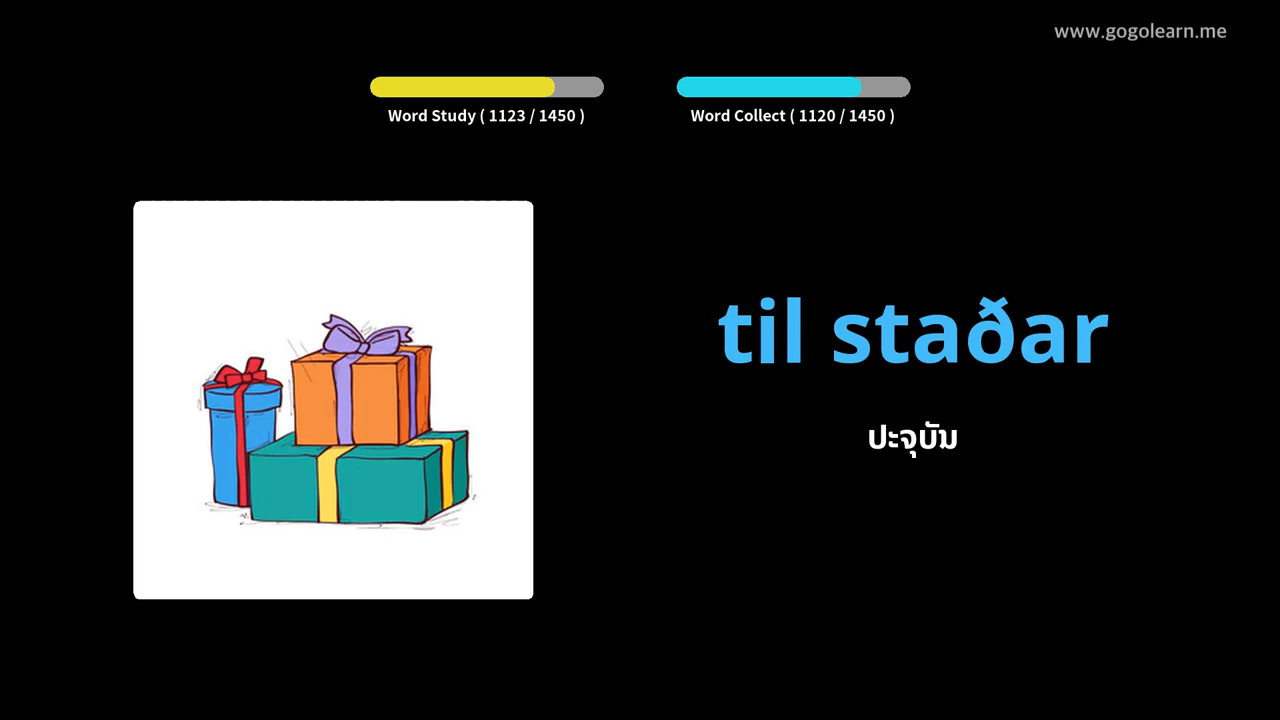 www.gogolearn.me
Word Study ( 1123 / 1450 )
Word Collect ( 1120 / 1450 )
til staðar
ປະຈຸບັນ